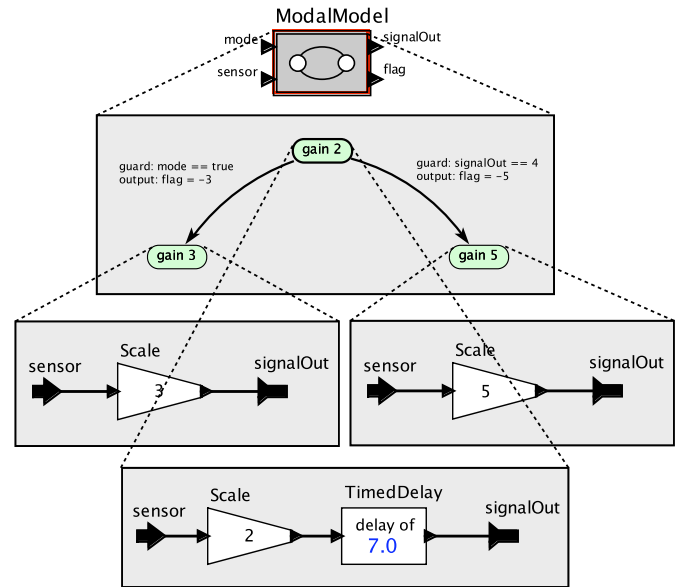 ModalModel
mode
signalOut
sensor
flag
gain 2
guard: mode == true
output: flag = -3
guard: signalOut == 4
output: flag = -5
gain 3
gain 5
sensor
Scale
3
signalOut
sensor
Scale
5
signalOut
sensor
Scale
2
TimedDelay
delay of
7.0
signalOut